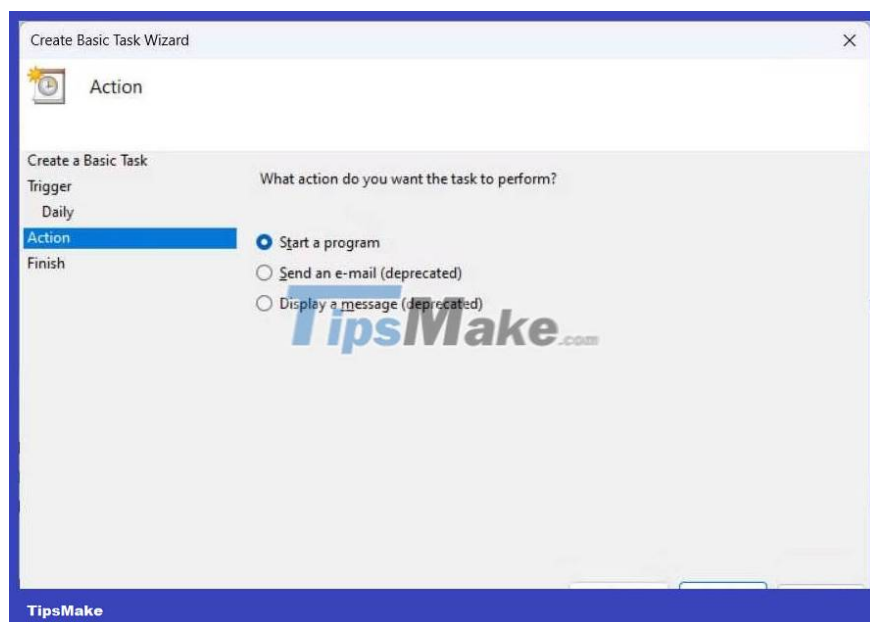 Create Basic Task Wizard
Action
Create a Basic Task
Trigger
Daily
Action
Finish
What action do you want the task to perform?
Start a program
Send an e-mail (deprecated)
Display a message (deprecated)
TipsMake.com
TipsMake